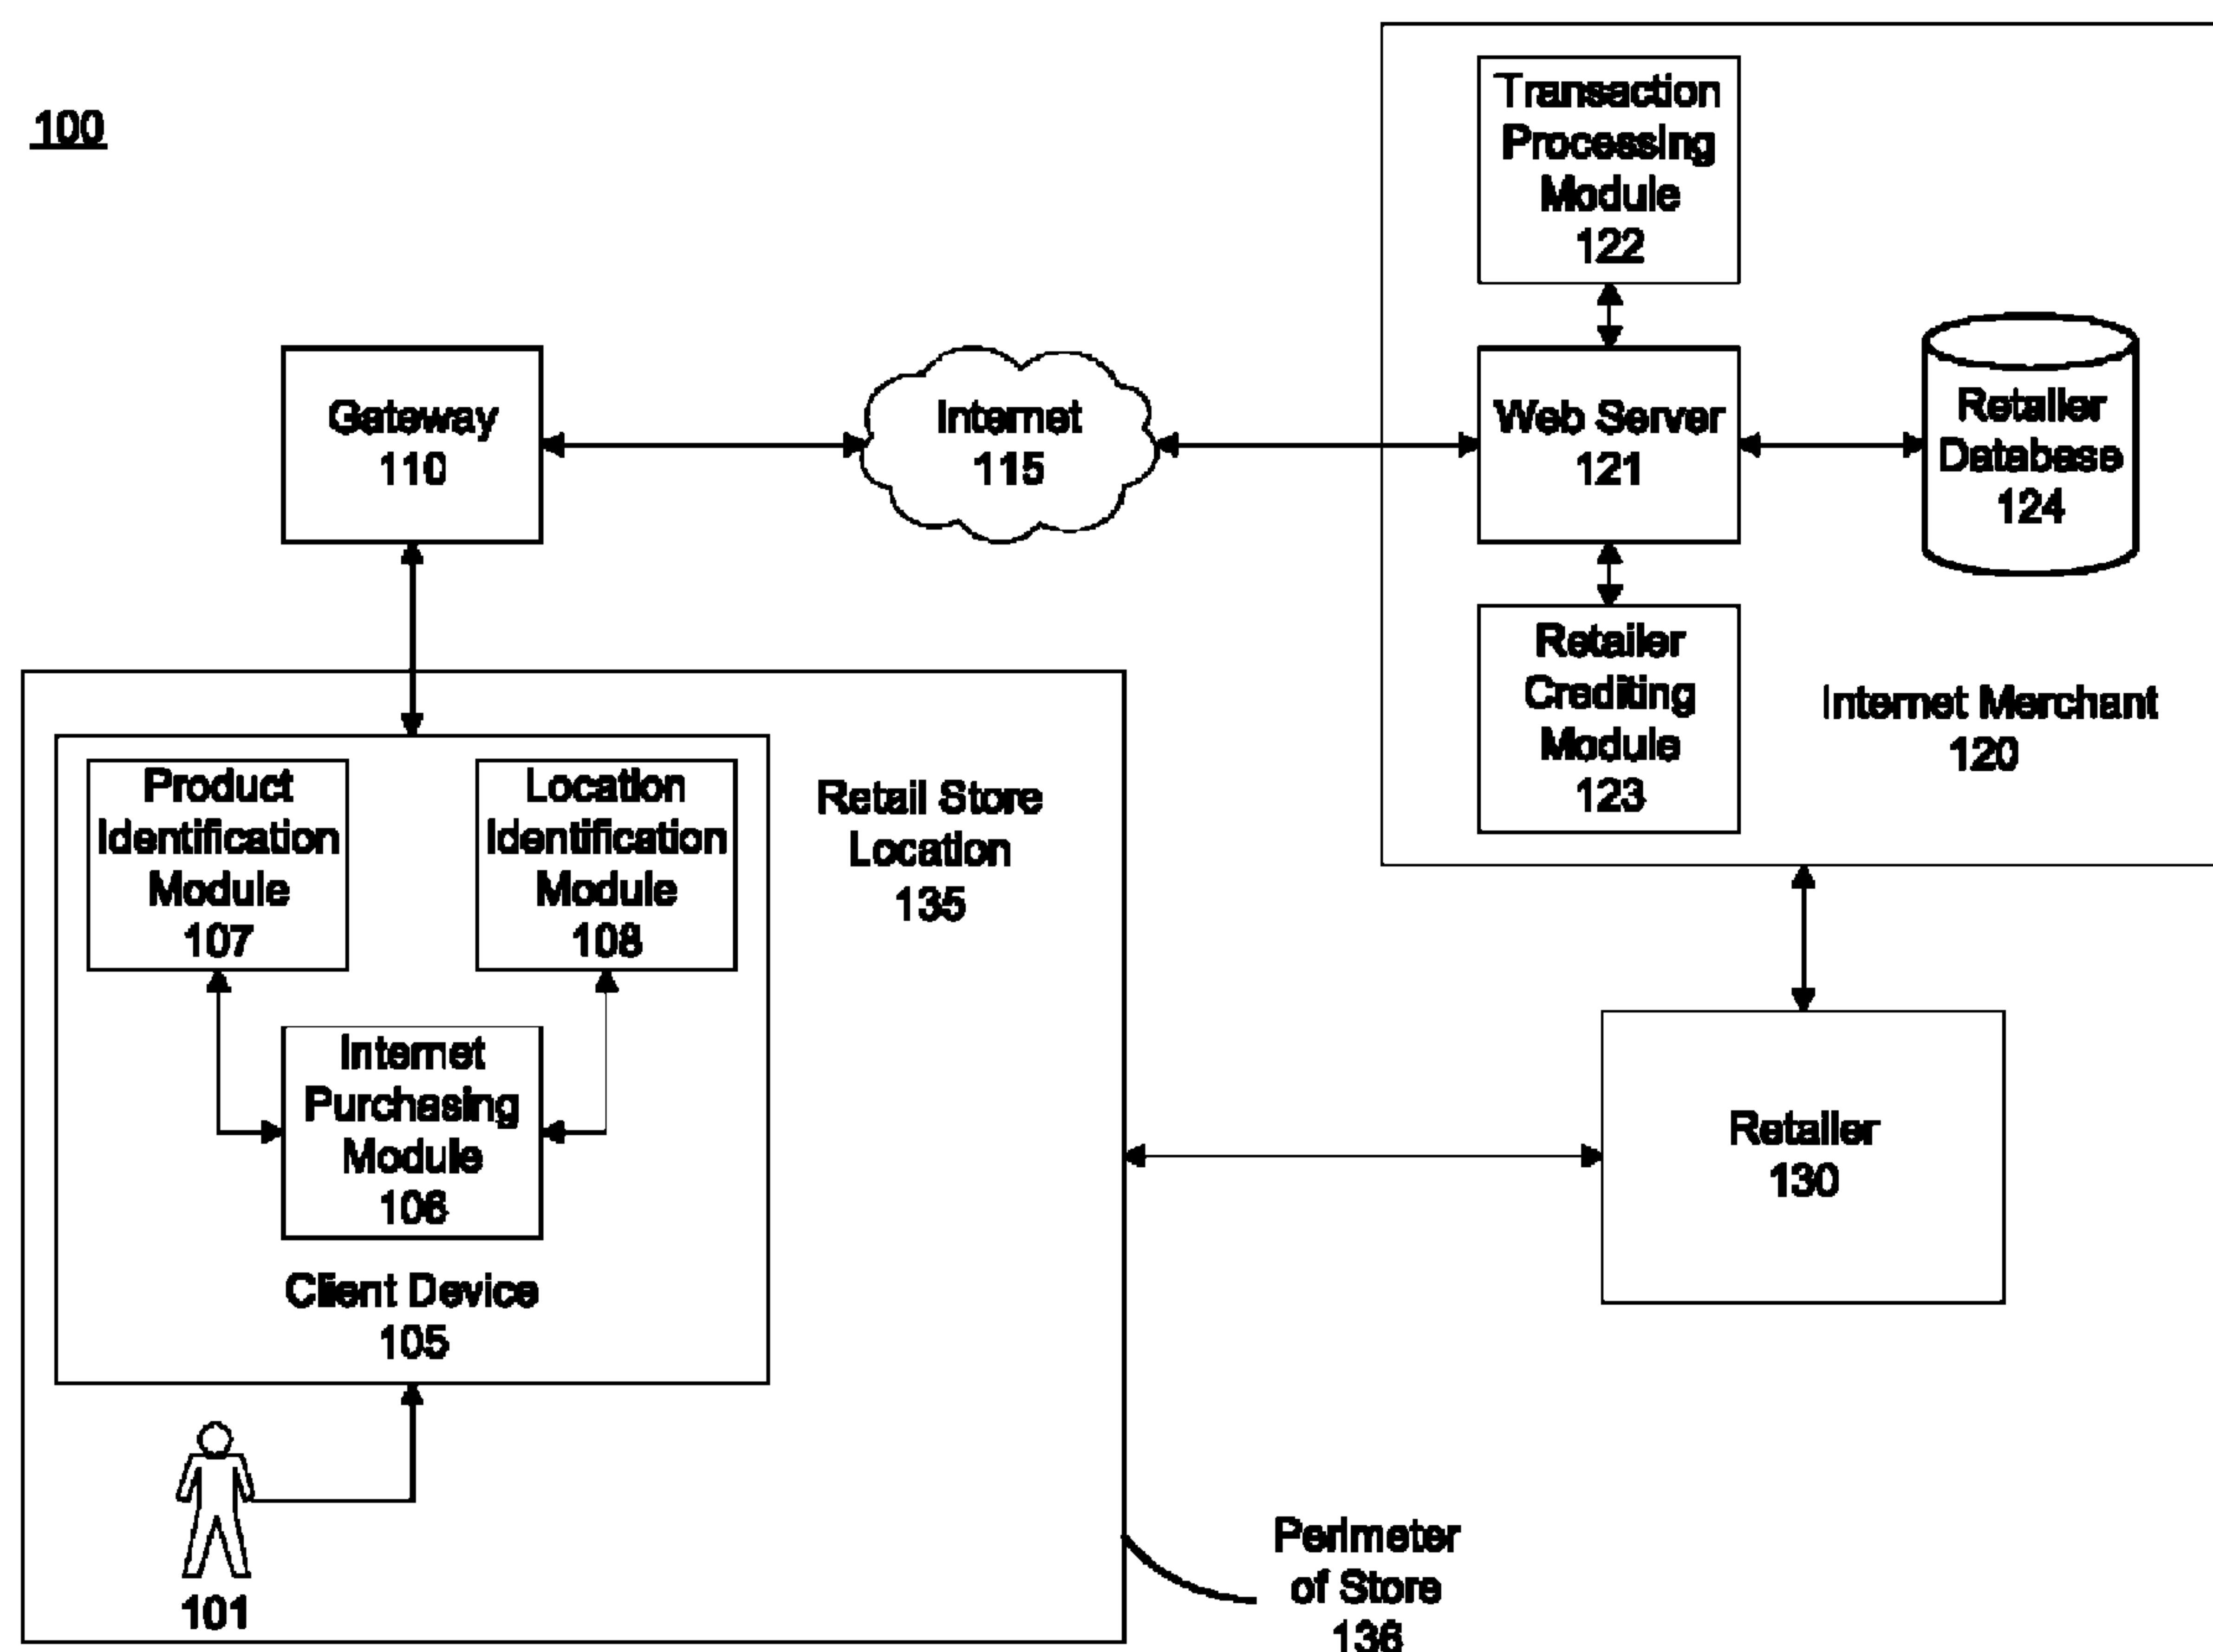 100
Transaction
Processing
Module
122
Gateway
110
Internet
115
Web Server
121
Retailer
Database
124
Retailer
Crediting
Module
123
Internet Merchant
120
Product
Identification
Module
107
Location
Identification
Module
108
Retail Store
Location
135
Internet
Purchasing
Module
106
Client Device
105
Retailer
130
101
Perimeter
of Store
136